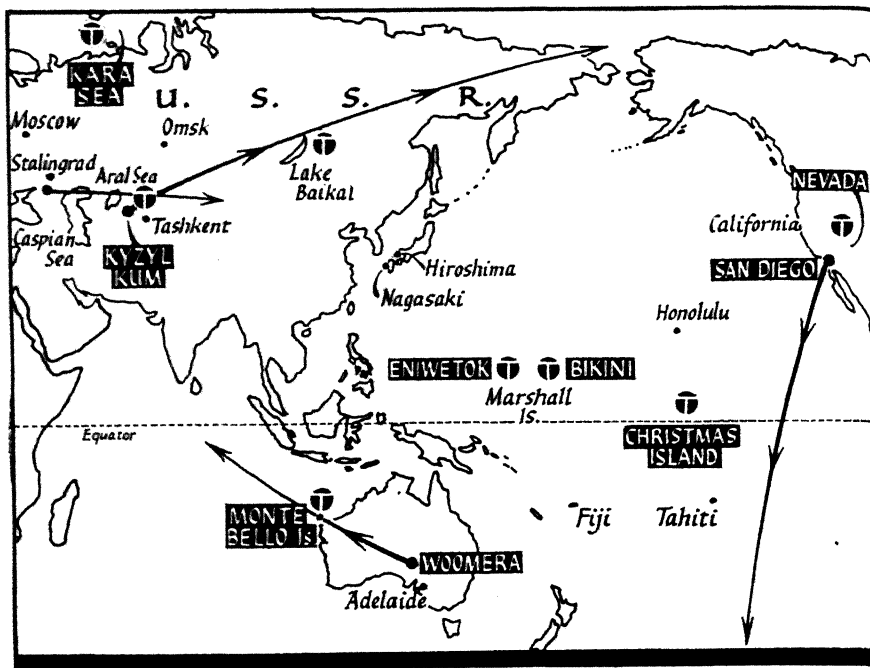 KARA
SEA
U. S. S. R.
Moscow
Omsk
Stalingrad
Aral Sea
Lake
Baikal
NEVADA
Caspian
Sea
Tashkent
California
KYZYL
KUM
Hiroshima
SAN DIEGO
Nagasaki
Honolulu
ENIWETOK
BIKINI
Marshall
Is.
Equator
CHRISTMAS
ISLAND
MONTE
BELLO Is
Fiji
Tahiti
WOOMERA
Adelaide
T
T
T
T
T
T
T
T